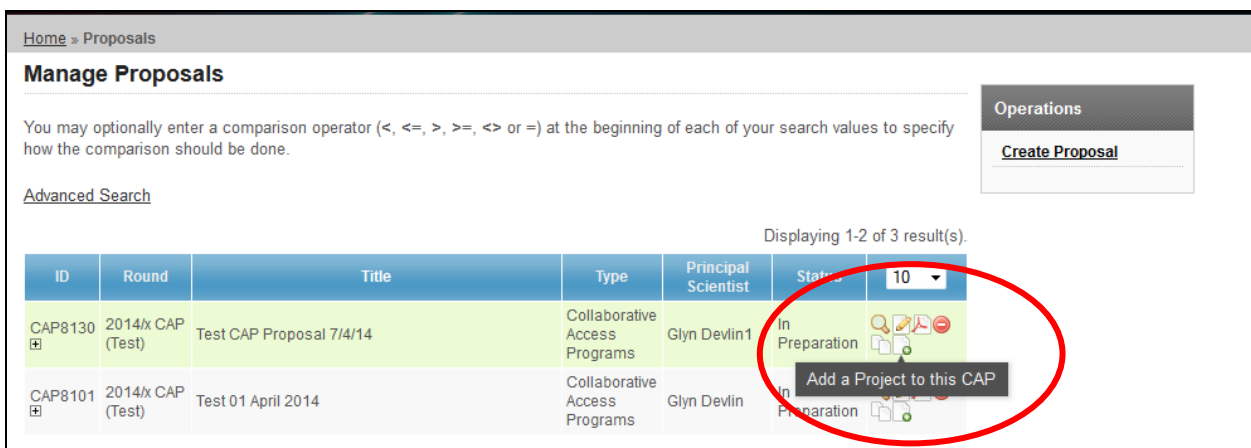 Home » Proposals
Manage Proposals
You may optionally enter a comparison operator (<, <=, >, >=, <> or =) at the beginning of each of your search values to specify
how the comparison should be done.
Advanced Search
Operations
Create Proposal
Displaying 1-2 of 3 result(s).
ID Round Title Type Principal Scientist Status 10
CAP8130 2014/x CAP (Test) Test CAP Proposal 7/4/14 Collaborative Access Programs Glyn Devlin1 In Preparation
Add a Project to this CAP
CAP8101 2014/x CAP (Test) Test 01 April 2014 Collaborative Access Programs Glyn Devlin In Preparation